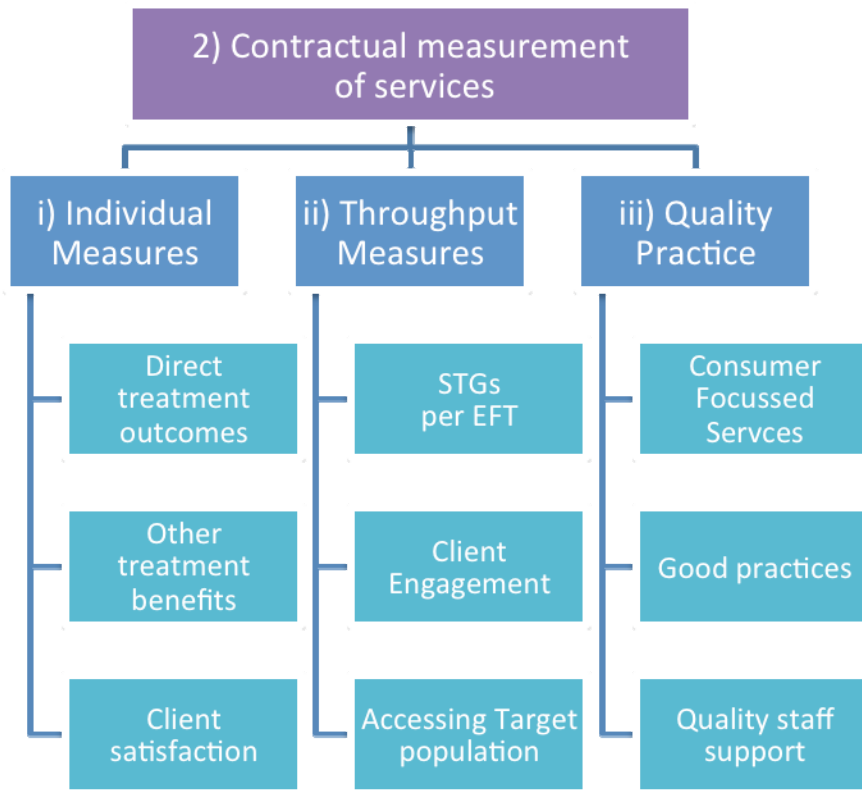 2) Contractual measurement
of services
i) Individual
Measures
ii) Throughput
Measures
iii) Quality
Practice
Direct
treatment
outcomes
STGs
per EFT
Consumer
Focussed
Servces
Other
treatment
benefits
Client
Engagement
Good practices
Client
satisfaction
Accessing Target
population
Quality staff
support